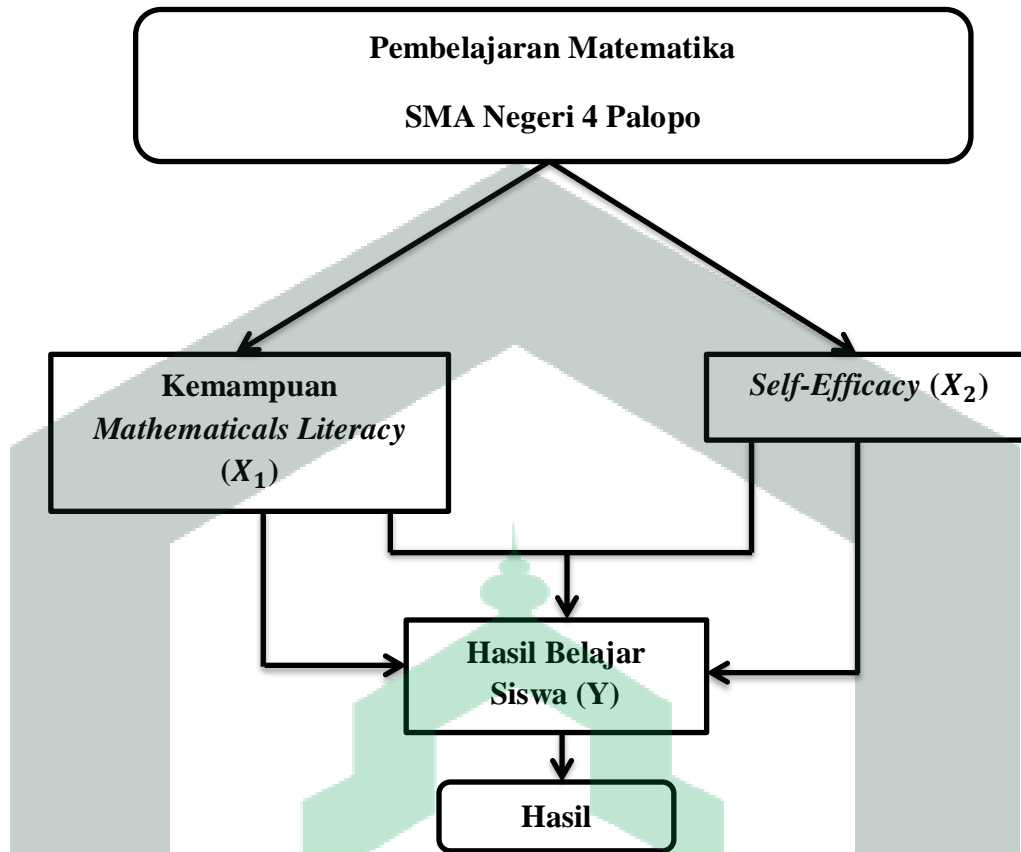 Pembelajaran Matematika
SMA Negeri 4 Palopo
Kemampuan
Mathematicals Literacy
(X₁)
Self-Efficacy (X₂)
Hasil Belajar
Siswa (Y)
Hasil